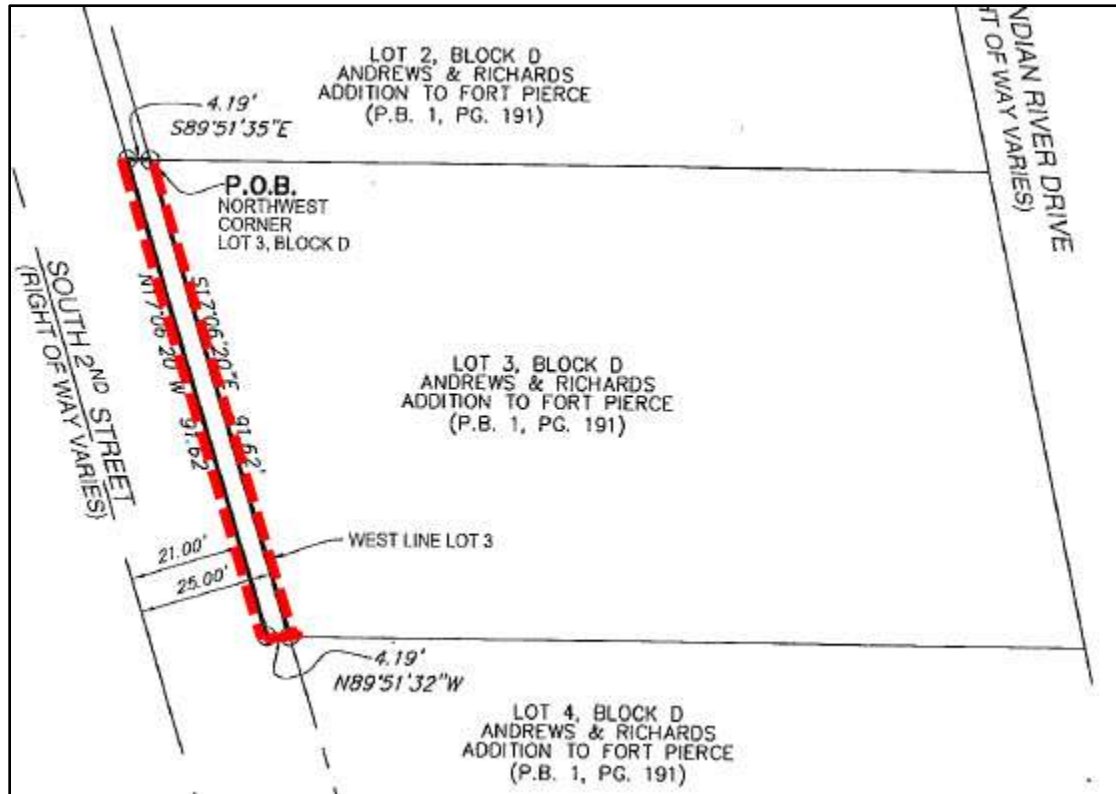 LOT 2, BLOCK D
ANDREWS & RICHARDS
ADDITION TO FORT PIERCE
(P.B. 1, PG. 191)
NDIAN RIVER DRIVE
HT OF WAY VARIES)
4.19'
S89°51'35"E
P.O.B.
NORTHWEST
CORNER
LOT 3, BLOCK D
SOUTH 2ND STREET
(RIGHT OF WAY VARIES)
N17°06'20"W 91.62'
S17°06'20"E 91.62'
LOT 3, BLOCK D
ANDREWS & RICHARDS
ADDITION TO FORT PIERCE
(P.B. 1, PG. 191)
WEST LINE LOT 3
21.00'
25.00'
4.19'
N89°51'32"W
LOT 4, BLOCK D
ANDREWS & RICHARDS
ADDITION TO FORT PIERCE
(P.B. 1, PG. 191)